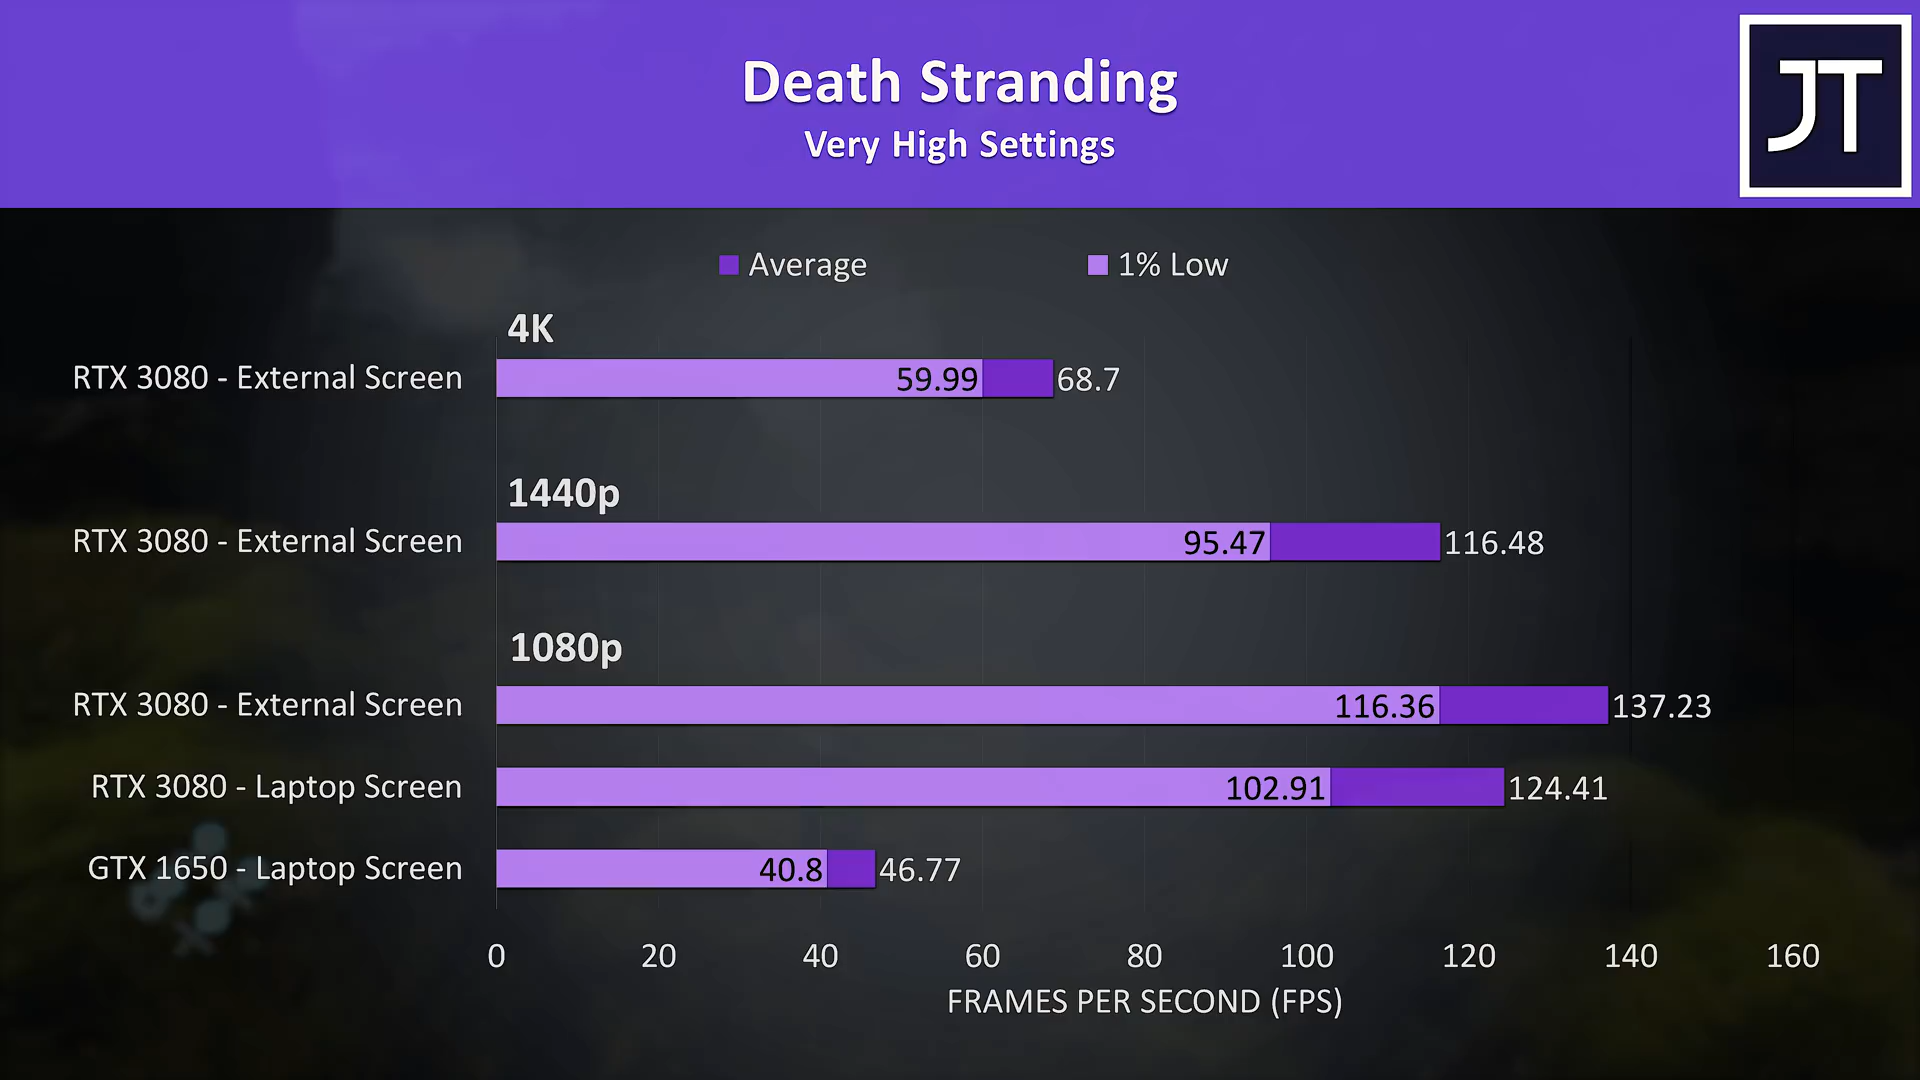 Death Stranding
Very High Settings
JT
Average
1% Low
4K
RTX 3080 - External Screen
59.99
68.7
1440p
RTX 3080 - External Screen
95.47
116.48
1080p
RTX 3080 - External Screen
116.36
137.23
RTX 3080 - Laptop Screen
102.91
124.41
GTX 1650 - Laptop Screen
40.8
46.77
0 20 40 60 80 100 120 140 160
FRAMES PER SECOND (FPS)